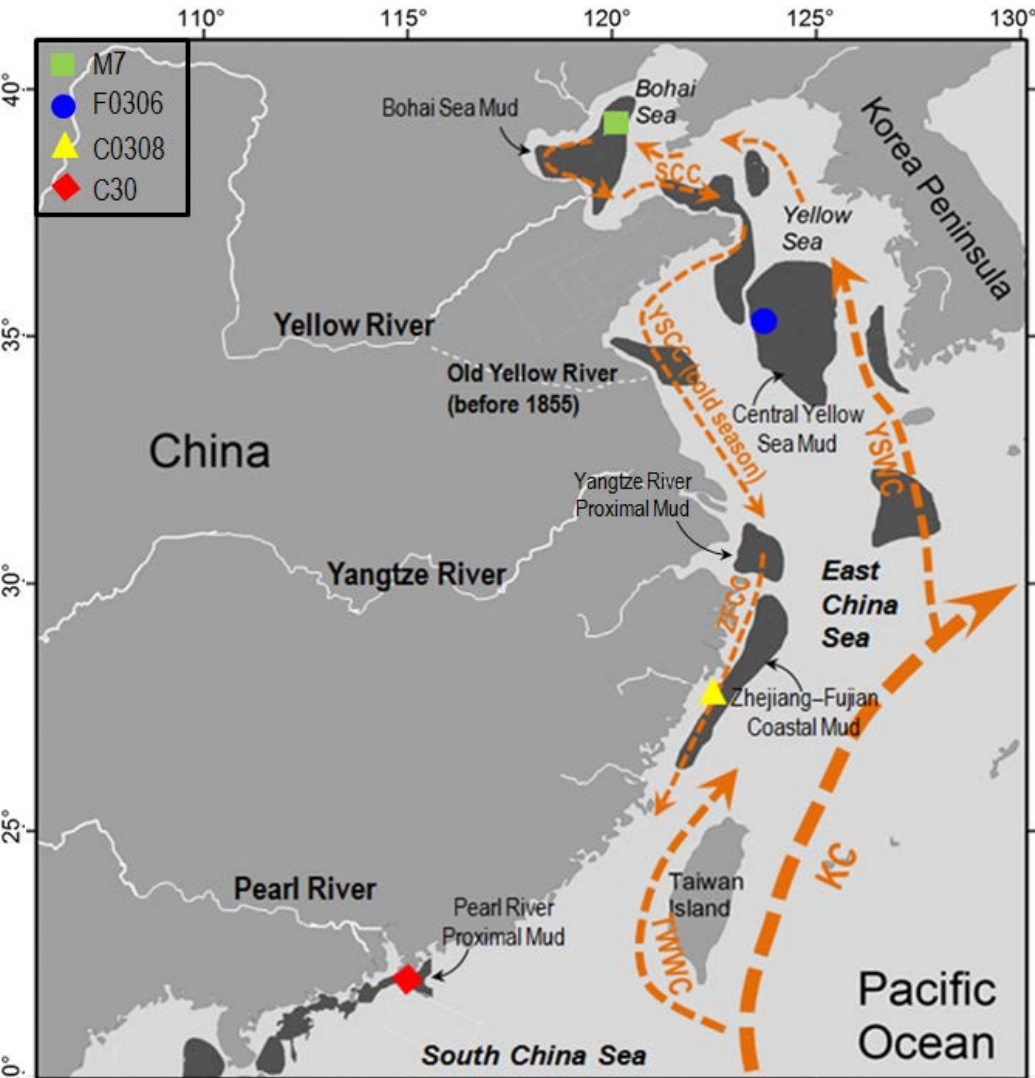 110°
115°
120°
125°
130°
40°
35°
30°
25°
0°
M7
F0306
C0308
C30
Bohai Sea Mud
Bohai
Sea
Korea Peninsula
SCC
Yellow
Sea
Yellow River
Old Yellow River
(before 1855)
YSCC (cold season)
Central Yellow
Sea Mud
YSWC
China
Yangtze River
Proximal Mud
Yangtze River
East
China
Sea
ZFCC
Zhejiang–Fujian
Coastal Mud
KC
Taiwan
Island
TWWC
Pearl River
Pearl River
Proximal Mud
Pacific
Ocean
South China Sea